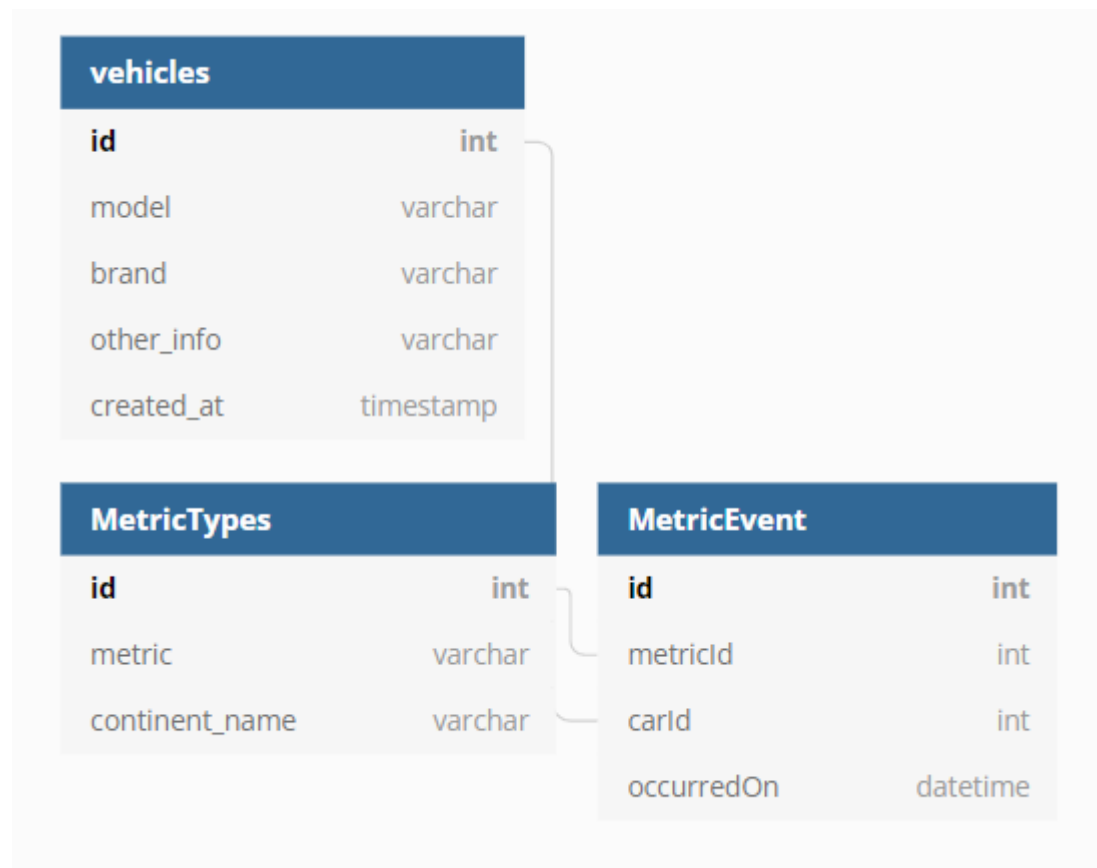 vehicles
id int
model varchar
brand varchar
other_info varchar
created_at timestamp
MetricTypes
id int
metric varchar
continent_name varchar
MetricEvent
id int
metricId int
carId int
occurredOn datetime